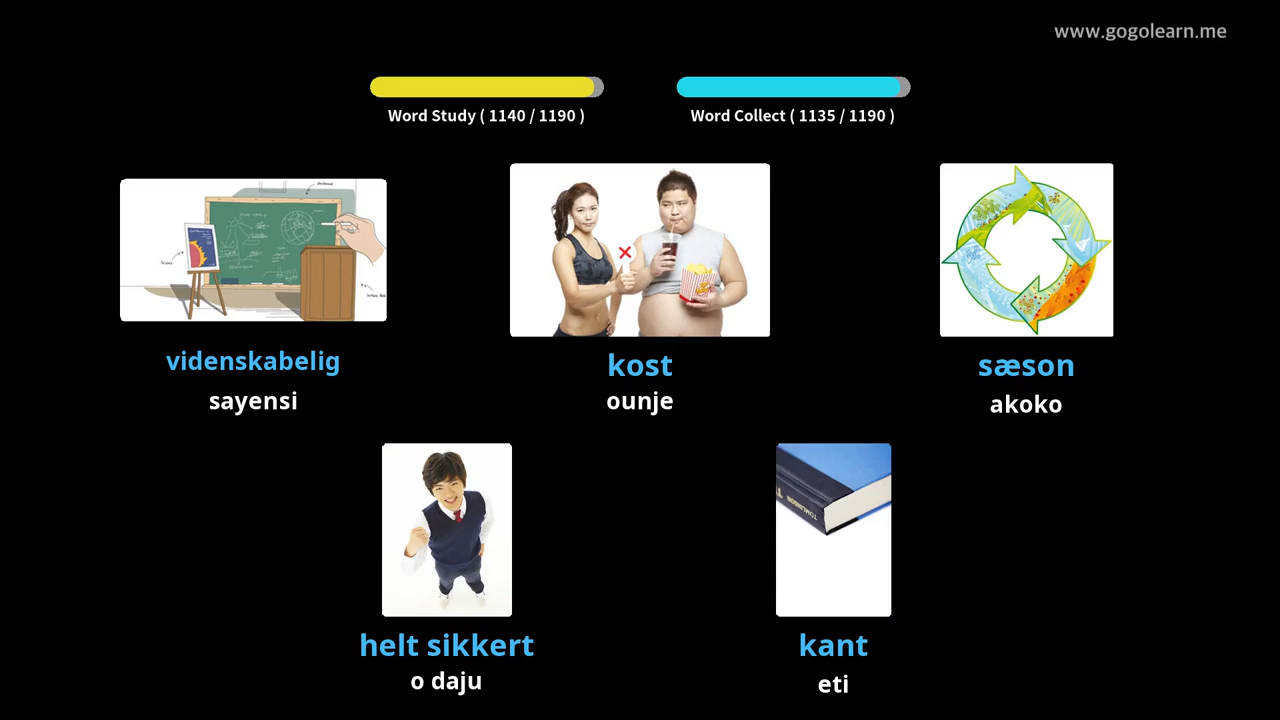 www.gogolearn.me
Word Study ( 1140 / 1190 )
Word Collect ( 1135 / 1190 )
videnskabelig
kost
sæson
sayensi
ounje
akoko
TOMLINSON
helt sikkert
kant
o daju
eti